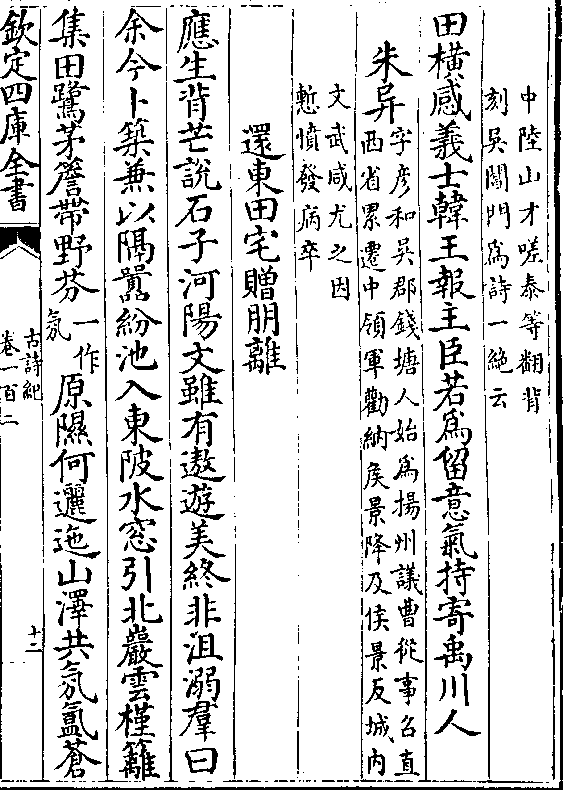 中陸山才嗟泰等翻背
刻吳閶門為詩一絶云
田横感義士韓王報主臣若為留意氣持寄禹川人
朱异
字彦和吳郡錢塘人始為揚州議曹從事召直
西省累遷中領軍勸納侯景降及侯景反城内
文武咸尤之因
慙憤發病卒
還東田宅贈朋離
應生背芒說石子河陽文雖有遨遊美終非沮溺羣曰
余今卜築兼以隔囂紛池入東陂水窓引北巖雲槿籬
集田鷺茅簷帶野芬一作氛原隰何邐迆山澤共氛氳蒼
欽定四庫全書
古詩紀
卷一百二
十二